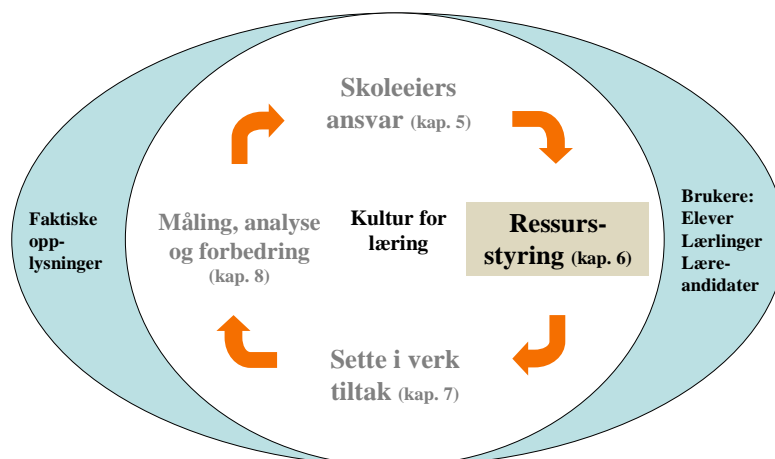 Skoleeiers
ansvar (kap. 5)
Faktiske
opp-
lysninger
Måling, analyse
og forbedring
(kap. 8)
Kultur for
læring
Ressurs-
styring (kap. 6)
Brukere:
Elever
Lærlinger
Lære-
andidater
Sette i verk
tiltak (kap. 7)